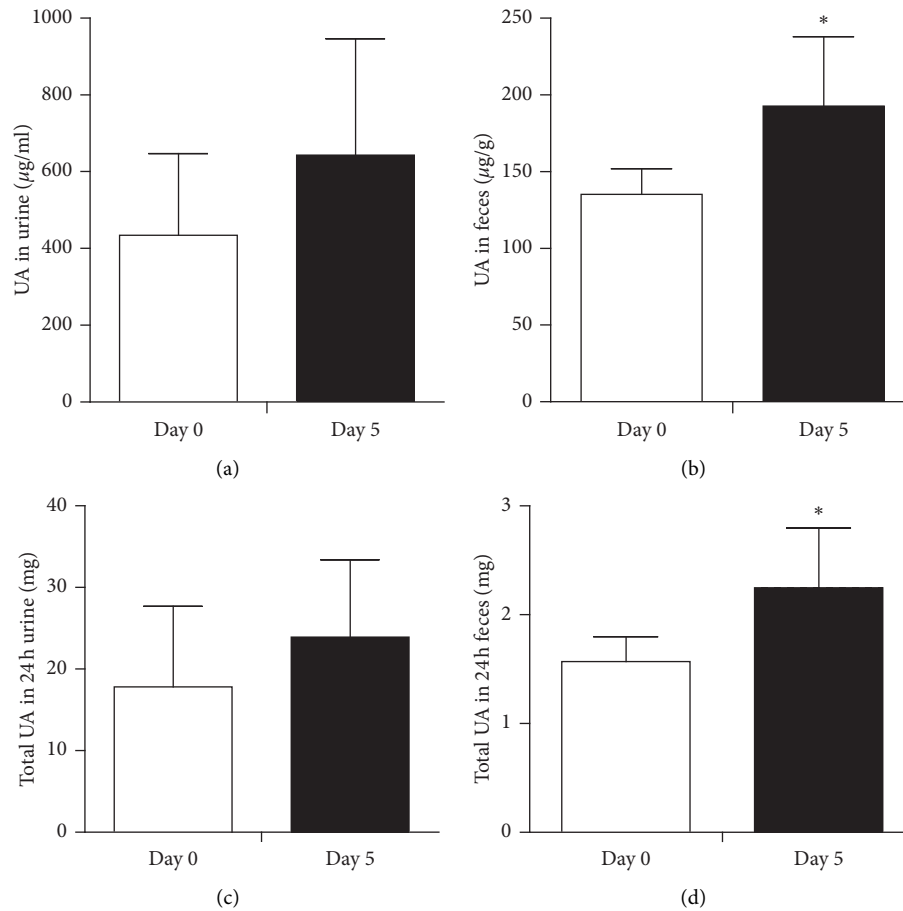 1000
800
600
400
200
0
UA in urine (μg/ml)
Day 0
Day 5
(a)
250
200
150
100
50
0
UA in feces (μg/g)
*
Day 0
Day 5
(b)
40
30
20
10
0
Total UA in 24 h urine (mg)
Day 0
Day 5
(c)
3
2
1
0
Total UA in 24 h feces (mg)
*
Day 0
Day 5
(d)